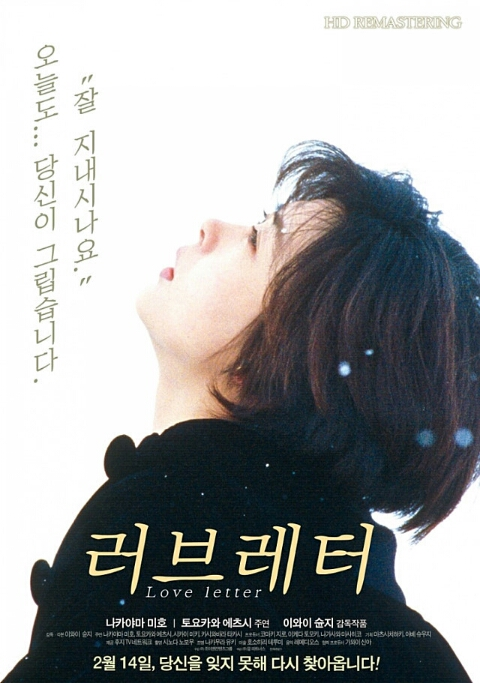 HD REMASTERING
"잘 지내시나요."
오늘도... 당신이 그립습니다.
러브레터
Love letter
나카야마 미호 | 토요카와 에츠시 주연 이와이 슌지 감독작품
2월 14일, 당신을 잊지 못해 다시 찾아옵니다!